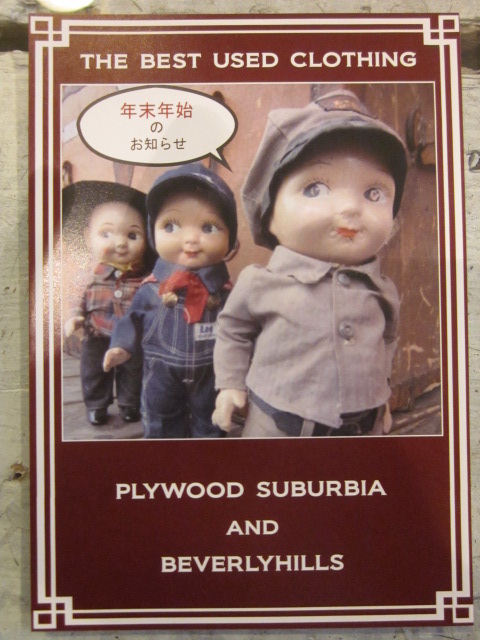 THE BEST USED CLOTHING
年末年始
の
お知らせ
PLYWOOD SUBURBIA
AND
BEVERLYHILLS